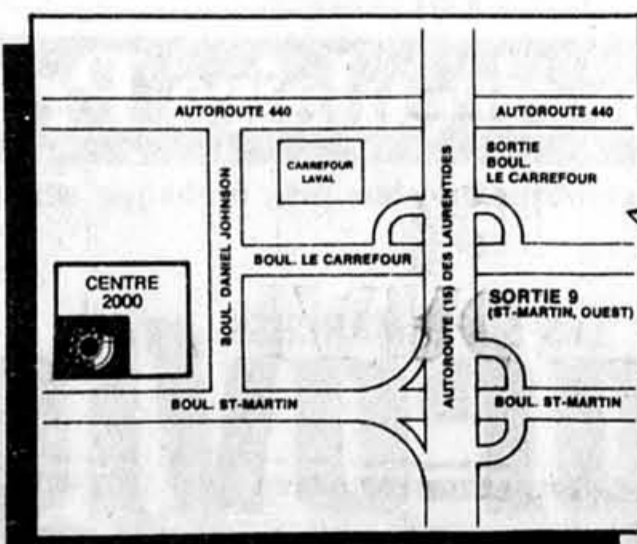 AUTOROUTE 440
AUTOROUTE 440
CARREFOUR
LAVAL
SORTIE
BOUL.
LE CARREFOUR
BOUL. DANIEL JOHNSON
AUTOROUTE (15) DES LAURENTIDES
BOUL. LE CARREFOUR
CENTRE
2000
SORTIE 9
(ST-MARTIN, OUEST)
BOUL. ST-MARTIN
BOUL. ST-MARTIN